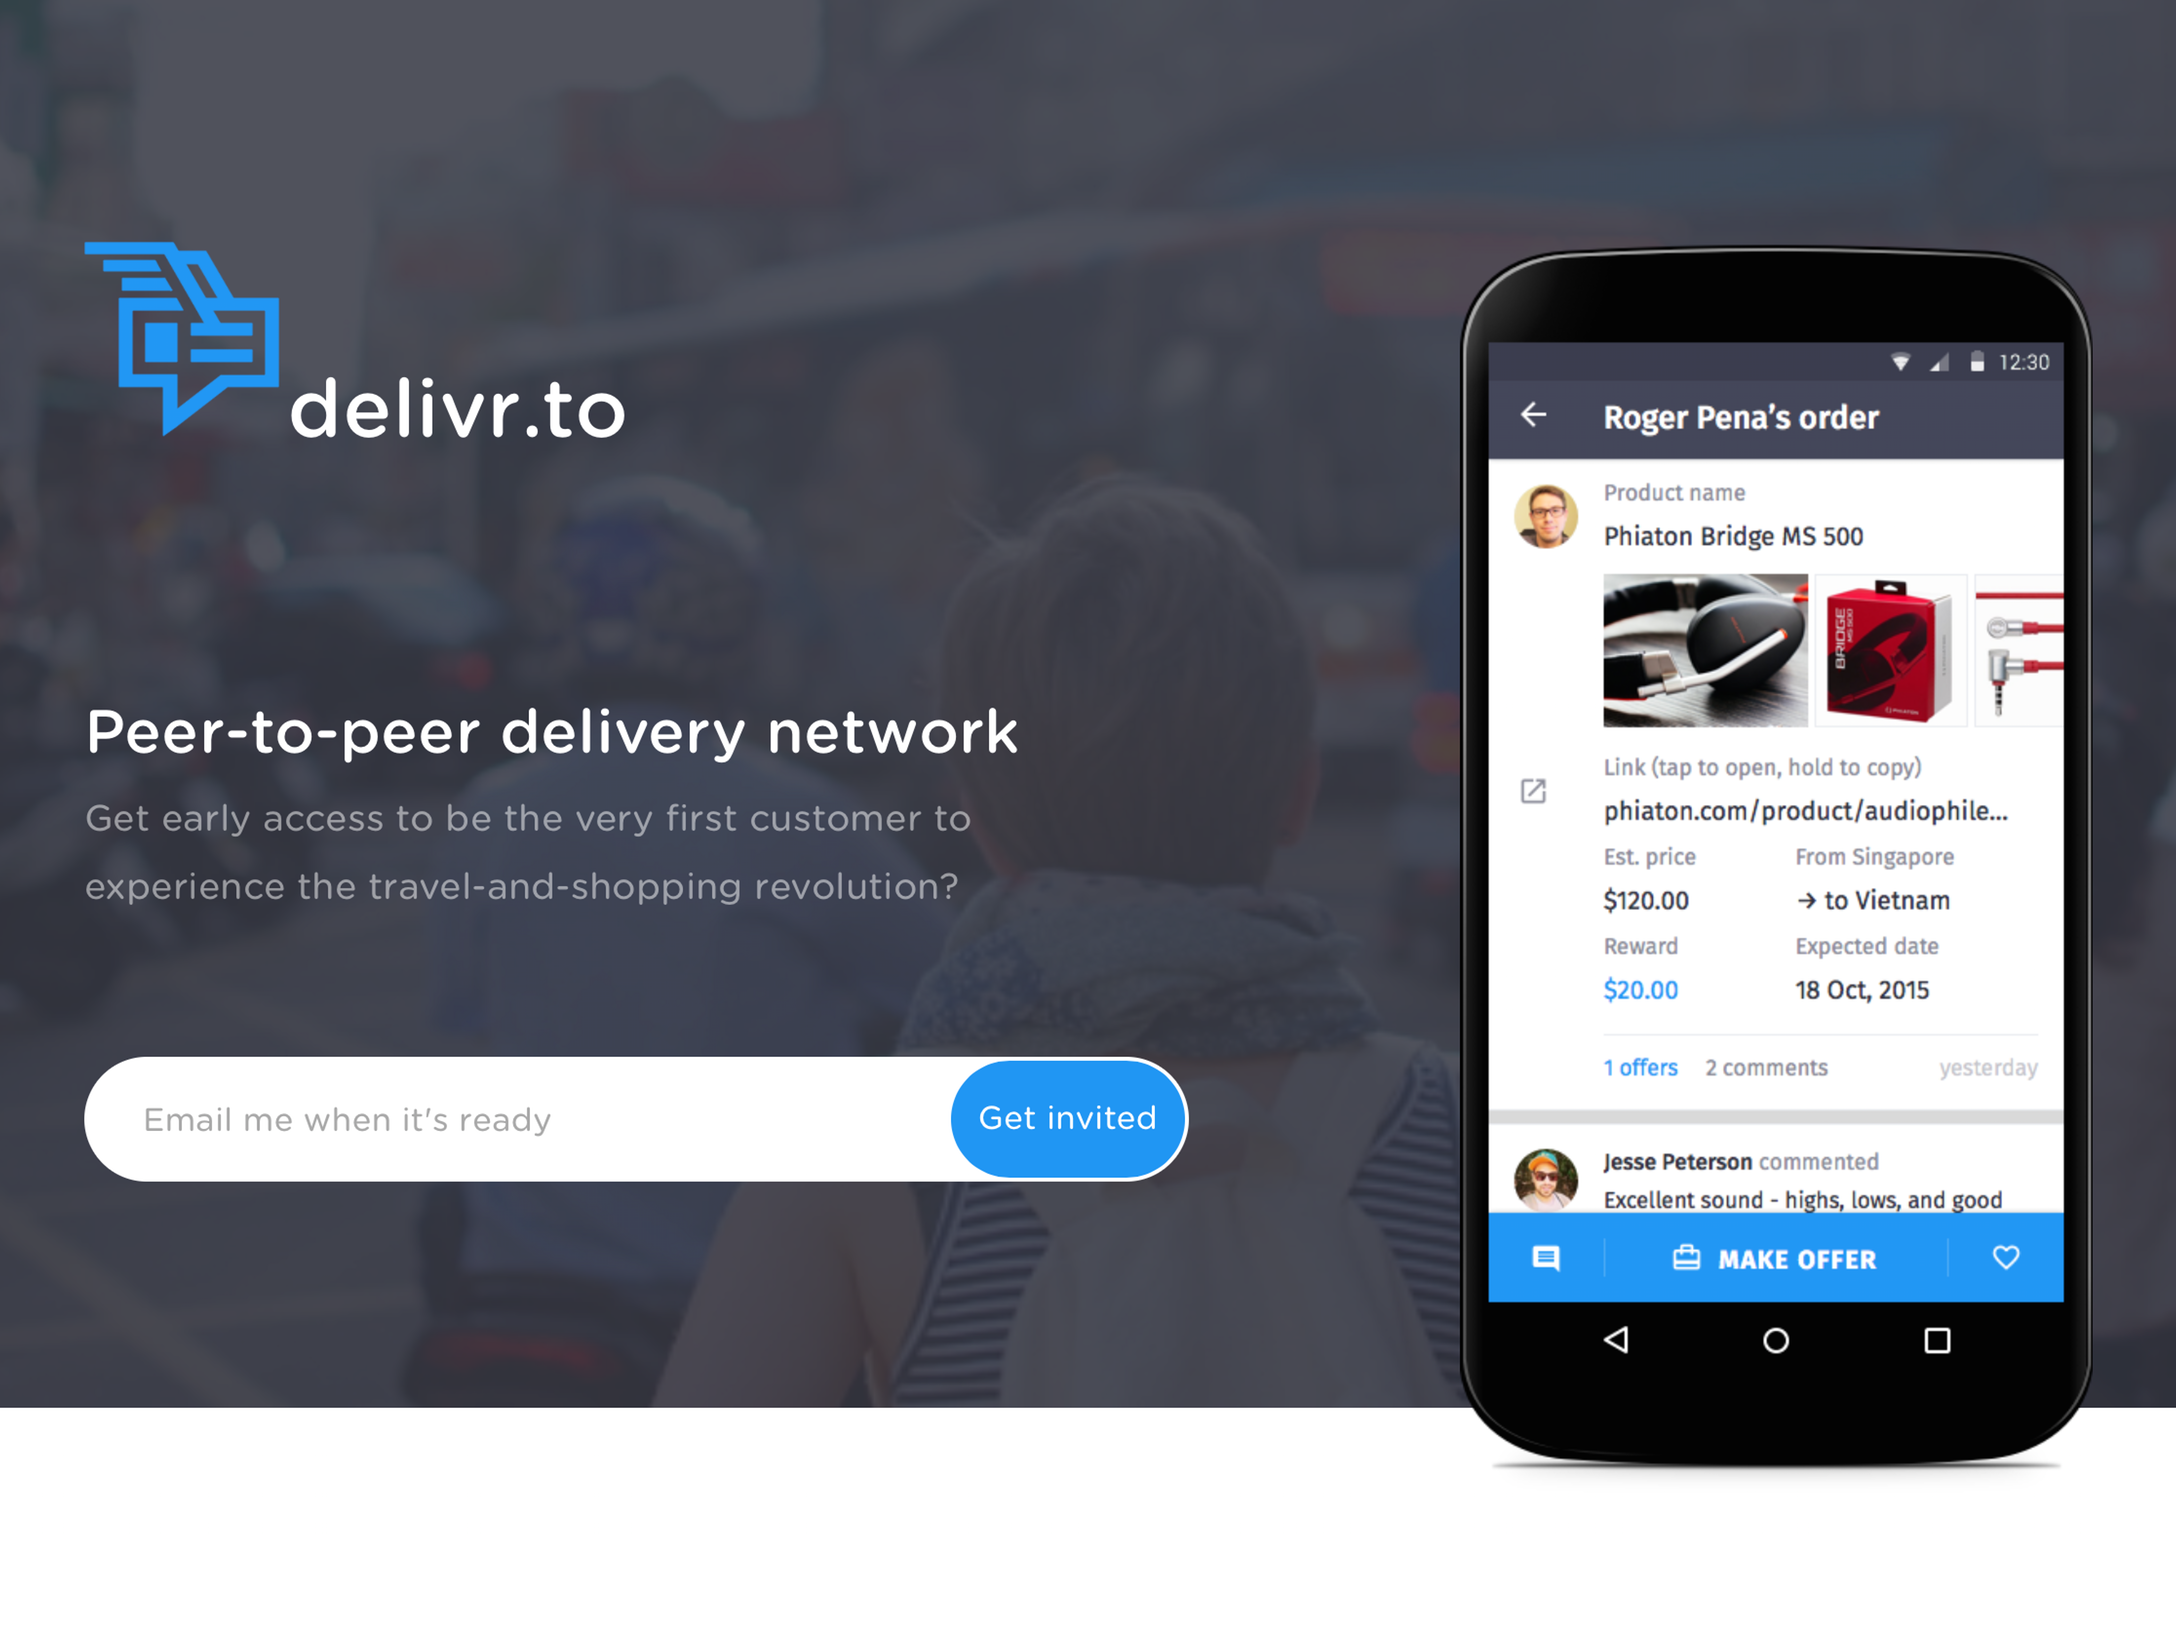 delivr.to
Peer-to-peer delivery network
Get early access to be the very first customer to
experience the travel-and-shopping revolution?
Email me when it's ready
Get invited
12:30
Roger Pena’s order
Product name
Phiaton Bridge MS 500
BRIDGE
MS 500
PHIATON
Link (tap to open, hold to copy)
phiaton.com/product/audiophile...
Est. price
From Singapore
$120.00
→ to Vietnam
Reward
Expected date
$20.00
18 Oct, 2015
1 offers
2 comments
yesterday
Jesse Peterson commented
Excellent sound - highs, lows, and good
MAKE OFFER